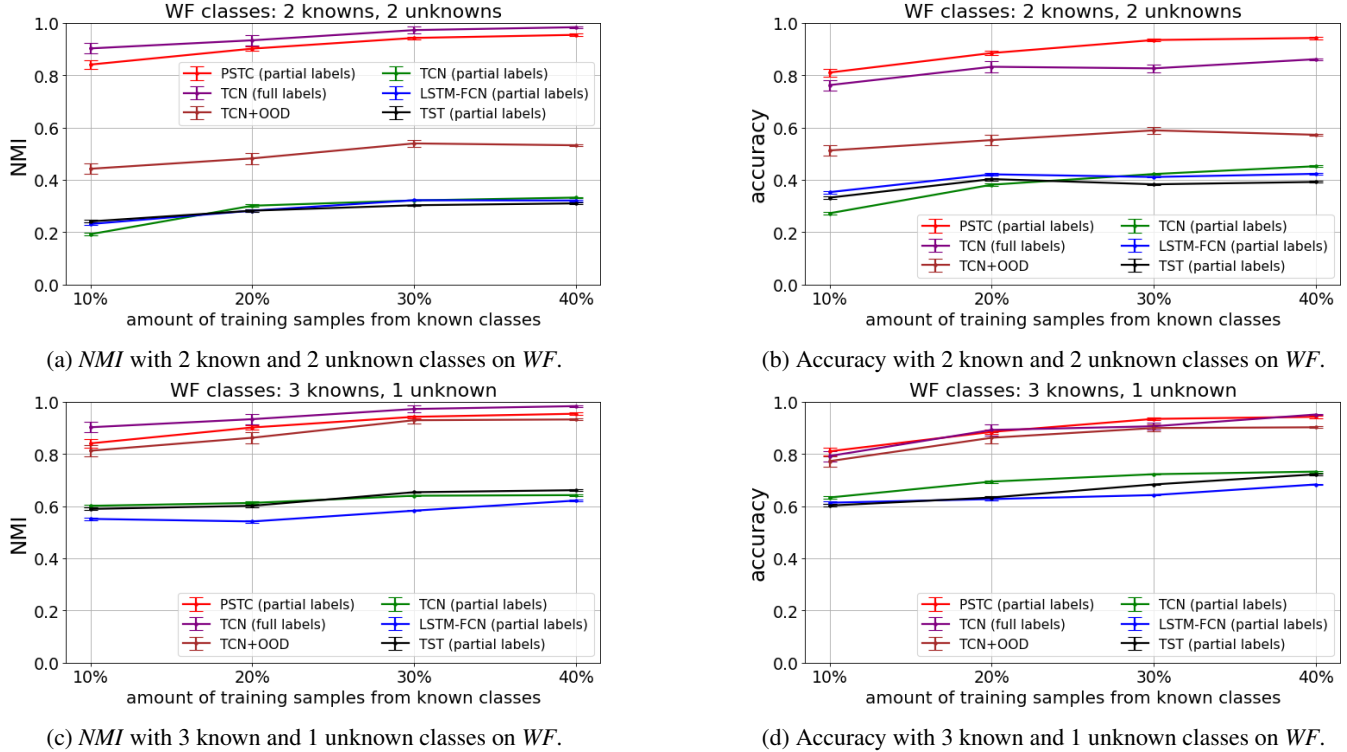 WF classes: 2 knowns, 2 unknowns
1.0
0.8
0.6
0.4
0.2
0.0
NMI
PSTC (partial labels)
TCN (full labels)
TCN+OOD
TCN (partial labels)
LSTM-FCN (partial labels)
TST (partial labels)
10% 20% 30% 40%
amount of training samples from known classes
(a) NMI with 2 known and 2 unknown classes on WF.
WF classes: 2 knowns, 2 unknowns
1.0
0.8
0.6
0.4
0.2
0.0
accuracy
PSTC (partial labels)
TCN (full labels)
TCN+OOD
TCN (partial labels)
LSTM-FCN (partial labels)
TST (partial labels)
10% 20% 30% 40%
amount of training samples from known classes
(b) Accuracy with 2 known and 2 unknown classes on WF.
WF classes: 3 knowns, 1 unknown
1.0
0.8
0.6
0.4
0.2
0.0
NMI
PSTC (partial labels)
TCN (full labels)
TCN+OOD
TCN (partial labels)
LSTM-FCN (partial labels)
TST (partial labels)
10% 20% 30% 40%
amount of training samples from known classes
(c) NMI with 3 known and 1 unknown classes on WF.
WF classes: 3 knowns, 1 unknown
1.0
0.8
0.6
0.4
0.2
0.0
accuracy
PSTC (partial labels)
TCN (full labels)
TCN+OOD
TCN (partial labels)
LSTM-FCN (partial labels)
TST (partial labels)
10% 20% 30% 40%
amount of training samples from known classes
(d) Accuracy with 3 known and 1 unknown classes on WF.